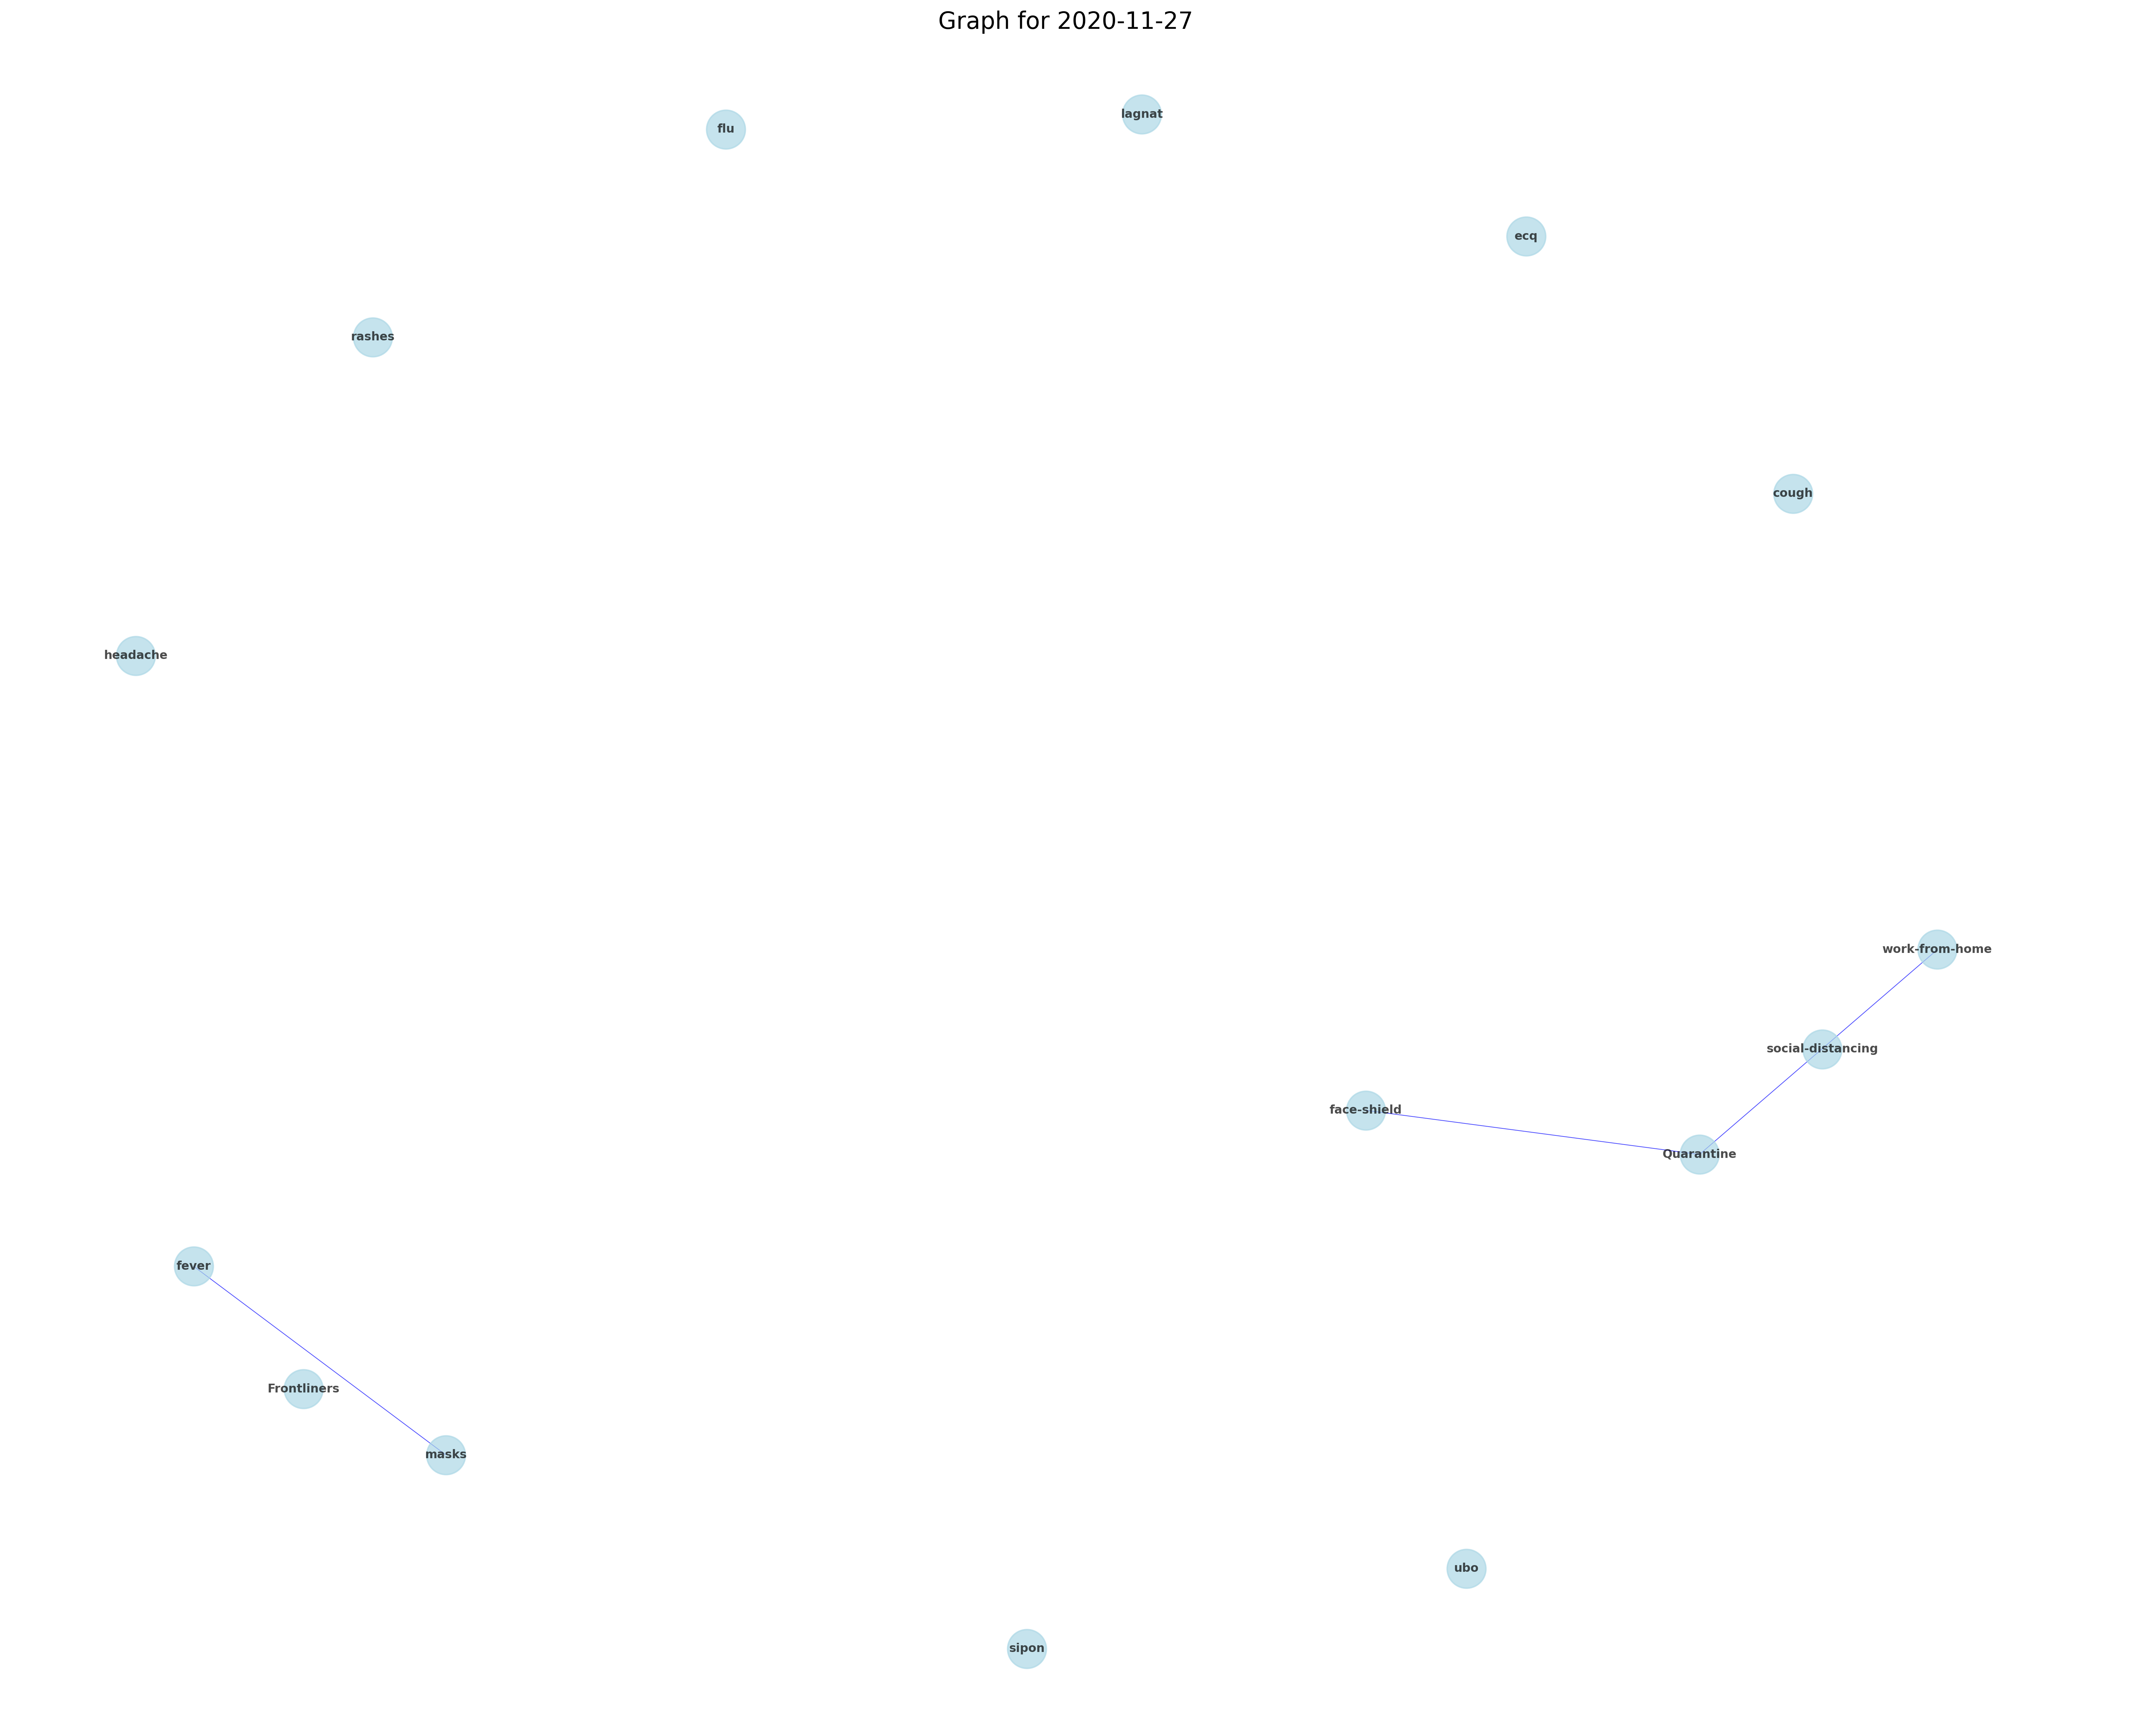 Graph for 2020-11-27
lagnat
flu
ecq
rashes
cough
headache
work-from-home
social-distancing
face-shield
Quarantine
fever
Frontliners
masks
ubo
sipon